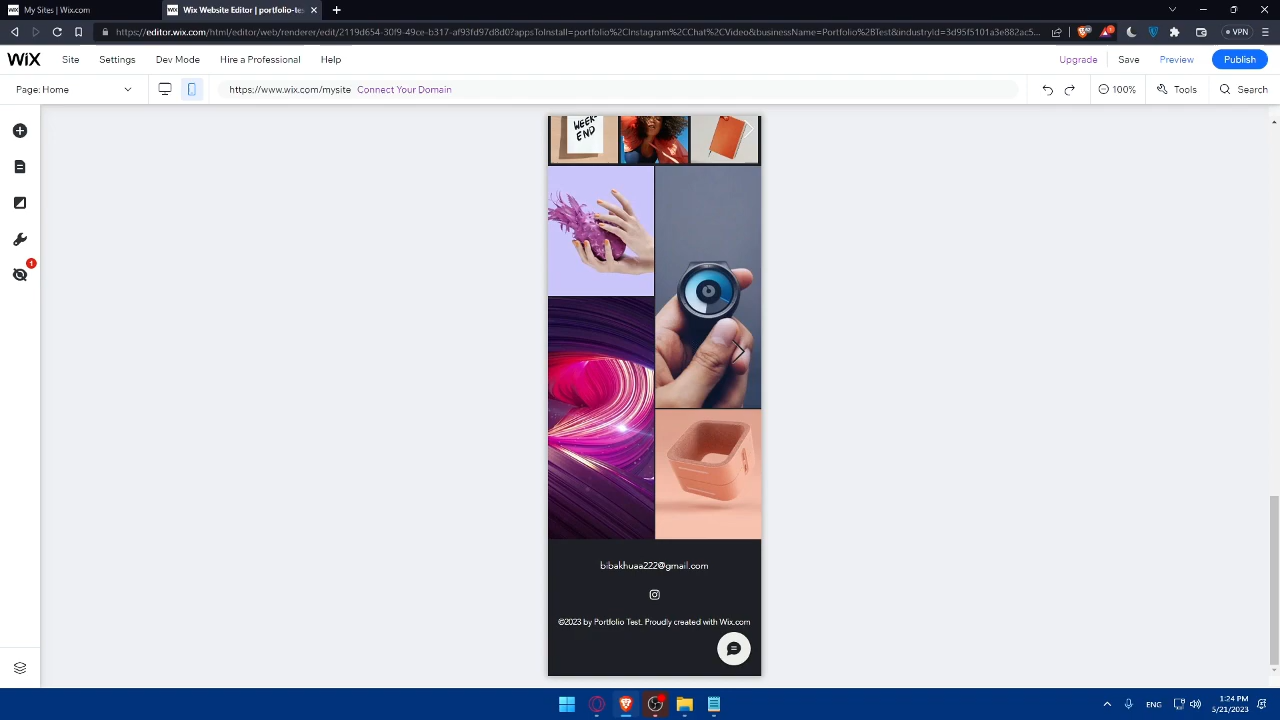 My Sites | Wix.com
Wix Website Editor | portfolio-tes
https://editor.wix.com/html/editor/web/renderer/edit/2119d654-30f9-49ce-b317-af93fd97d8d0?appsToInstall=portfolio%2CInstagram%2CChat%2CVideo&businessName=Portfolio%2BTest&industryId=3d95f5101a3e882ac5...
VPN
WiX
Site
Settings
Dev Mode
Hire a Professional
Help
Upgrade
Save
Preview
Publish
Page: Home
https://www.wix.com/mysite Connect Your Domain
100%
Tools
Search
WEEK-
END
1
bibakhuaa222@gmail.com
©2023 by Portfolio Test. Proudly created with Wix.com
1:24 PM
5/23/2023